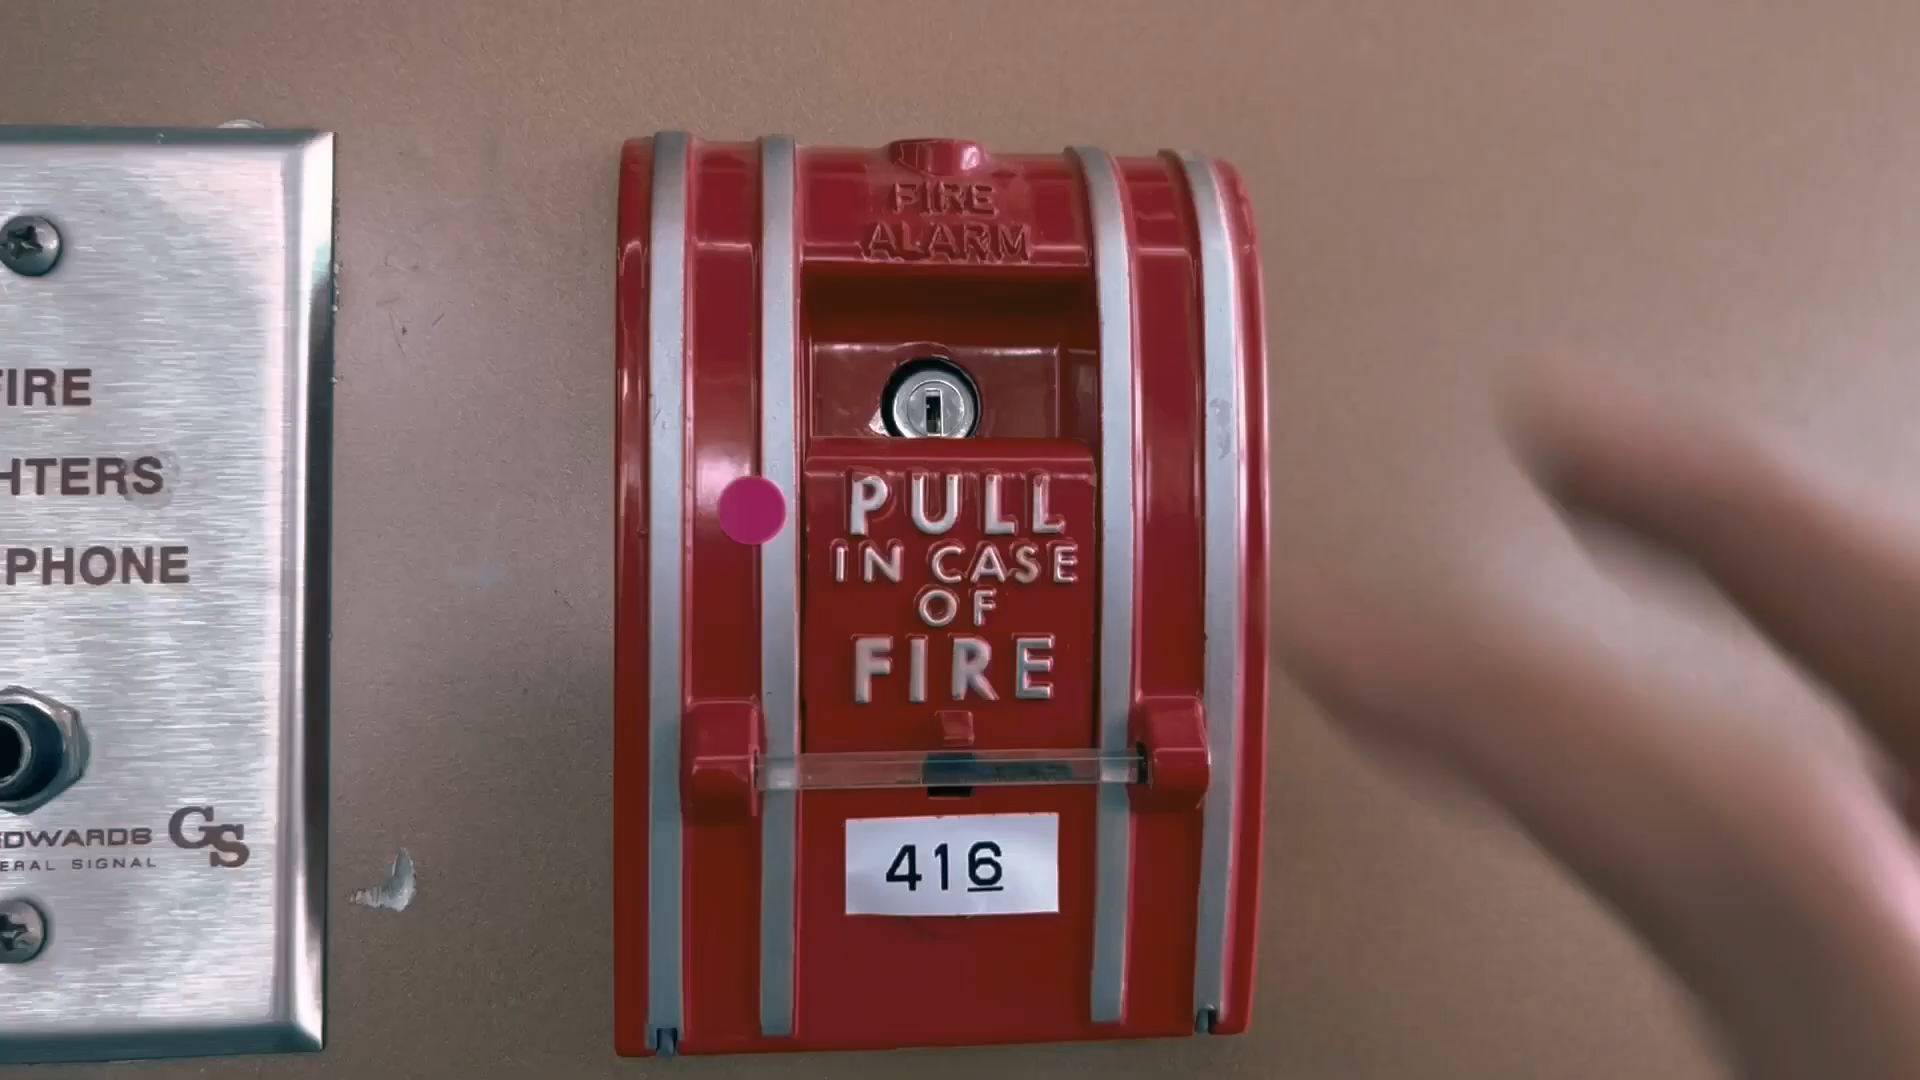 FIRE
HTERS
PHONE
EDWARDS GS
ERAL SIGNAL
FIRE
ALARM
PULL
IN CASE
OF
FIRE
416